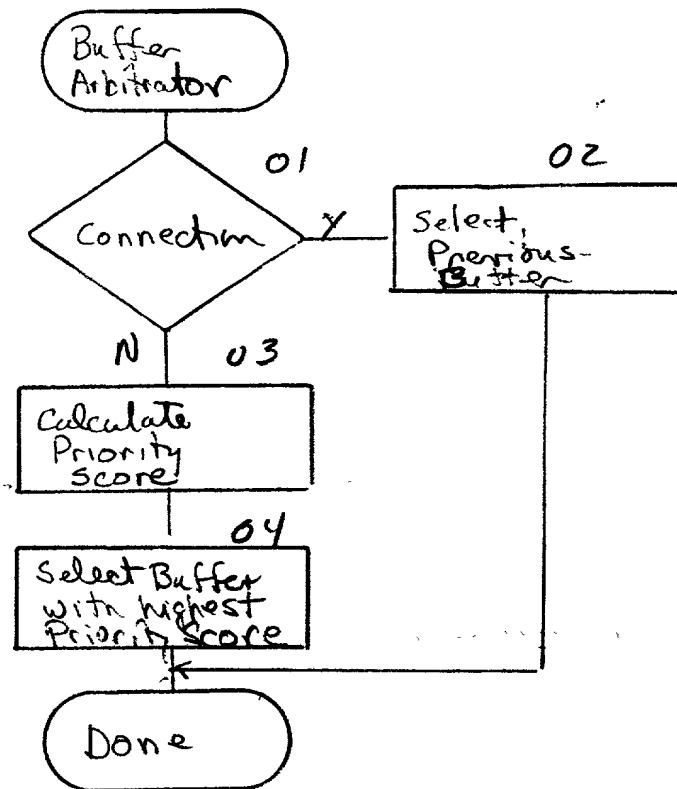 Buffer
Arbitrator
01
02
Connection
Y
Select
Previous-
Buffer
N
03
Calculate
Priority
Score
04
Select Buffer
with highest
Priority Score
Done